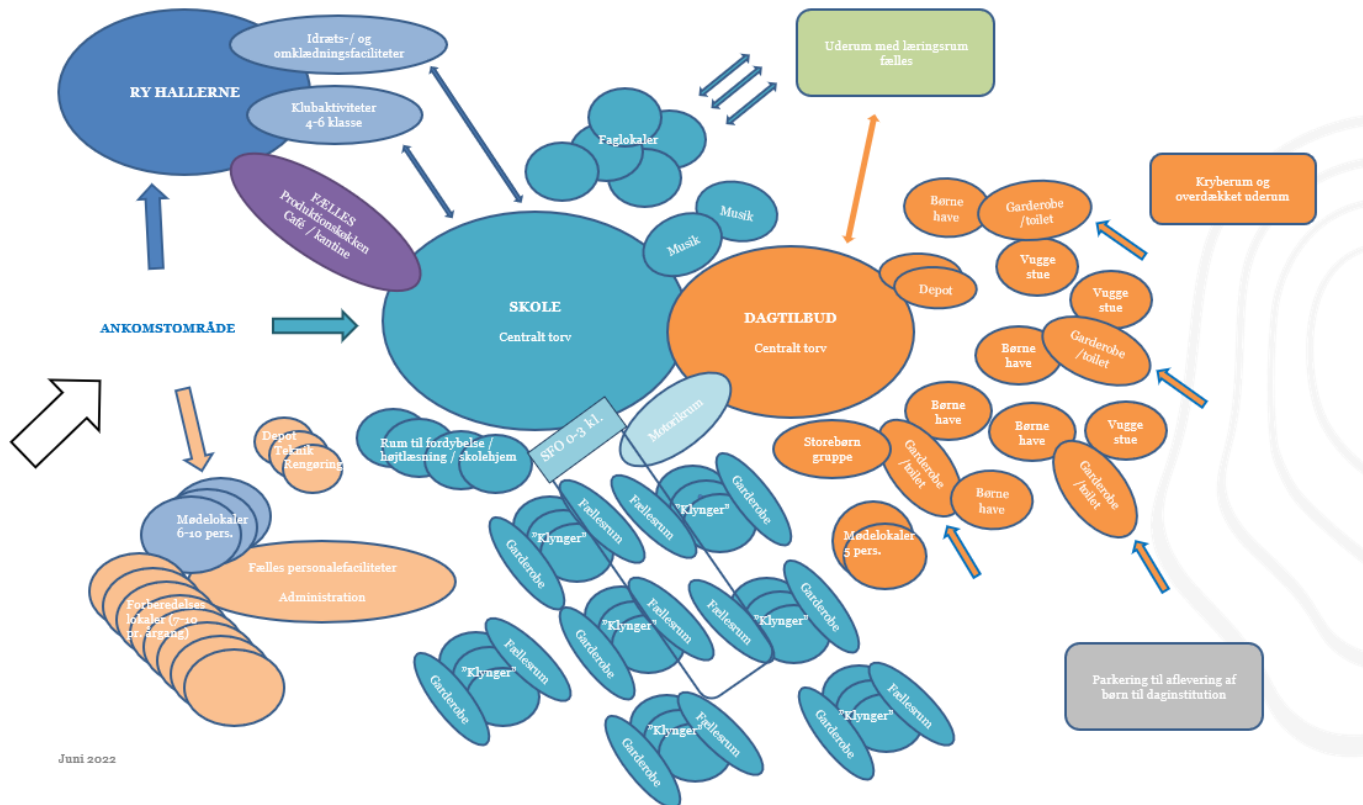 Idræts-/ og
omklædningsfaciliteter
RY HALLERNE
Klubaktiviteter
4-6 klasse
FÆLLES
Produktionskøkken
Café / kantine
Faglokaler
Uderum med læringsrum
fælles
Kryberum og
overdækket uderum
Musik
Musik
Børne
have
Garderobe
/toilet
Vugge
stue
Depot
Vugge
stue
ANKOMSTOMRÅDE
SKOLE
Centralt torv
DAGTILBUD
Centralt torv
Børne
have
Garderobe
/toilet
SFO 0-3 kl.
Motorikrum
Depot
Teknik
Rengøring
Rum til fordybelse /
højtlæsning / skolehjem
Storebørn
gruppe
Børne
have
Garderobe
/toilet
Børne
have
Børne
have
Vugge
stue
Garderobe
/toilet
Mødelokaler
5 pers.
Mødelokaler
6-10 pers.
Fælles personalefaciliteter
Administration
Forberedelses
lokaler (7-10
pr. årgang)
Garderobe
"Klynger"
Fællesrum
Fællesrum
"Klynger"
Garderobe
Garderobe
"Klynger"
Fællesrum
Fællesrum
"Klynger"
Garderobe
Garderobe
"Klynger"
Fællesrum
Garderobe
"Klynger"
Fællesrum
Garderobe
"Klynger"
Fællesrum
Parkering til aflevering af
børn til daginstitution
Juni 2022